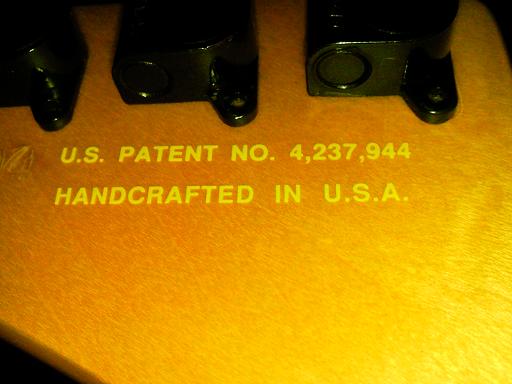 U.S. PATENT NO. 4,237,944
HANDCRAFTED IN U.S.A.